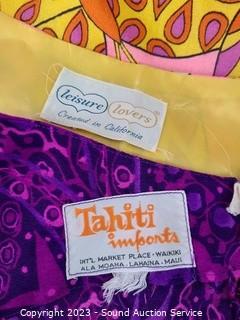 leisure lovers
Created in California
Tahiti
imports
INT'L MARKET PLACE · WAIKIKI
ALA MOANA · LAHAINA · MAUI
Copyright 2023 - Sound Auction Service